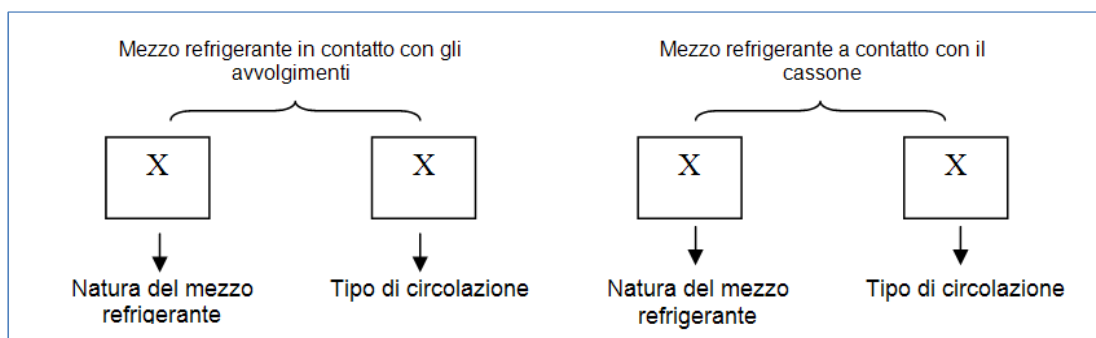 Mezzo refrigerante in contatto con gli
avvolgimenti
Mezzo refrigerante a contatto con il
cassone
X
X
X
X
Natura del mezzo
refrigerante
Tipo di circolazione
Natura del mezzo
refrigerante
Tipo di circolazione